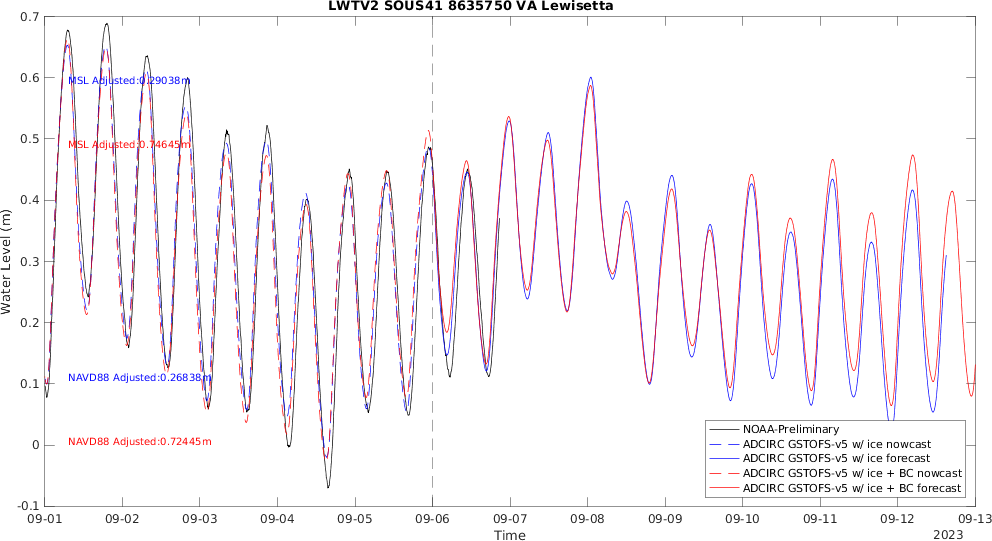 LWTV2 SOUS41 8635750 VA Lewisetta
0.7
0.6
0.5
0.4
0.3
0.2
0.1
0
-0.1
Water Level (m)
MSL Adjusted:0.29038m
MSL Adjusted:0.74645m
NAVD88 Adjusted:0.26838m
NAVD88 Adjusted:0.72445m
NOAA-Preliminary
ADCIRC GSTOFS-v5 w/ ice nowcast
ADCIRC GSTOFS-v5 w/ ice forecast
ADCIRC GSTOFS-v5 w/ ice + BC nowcast
ADCIRC GSTOFS-v5 w/ ice + BC forecast
09-01 09-02 09-03 09-04 09-05 09-06 09-07 09-08 09-09 09-10 09-11 09-12 09-13
Time
2023